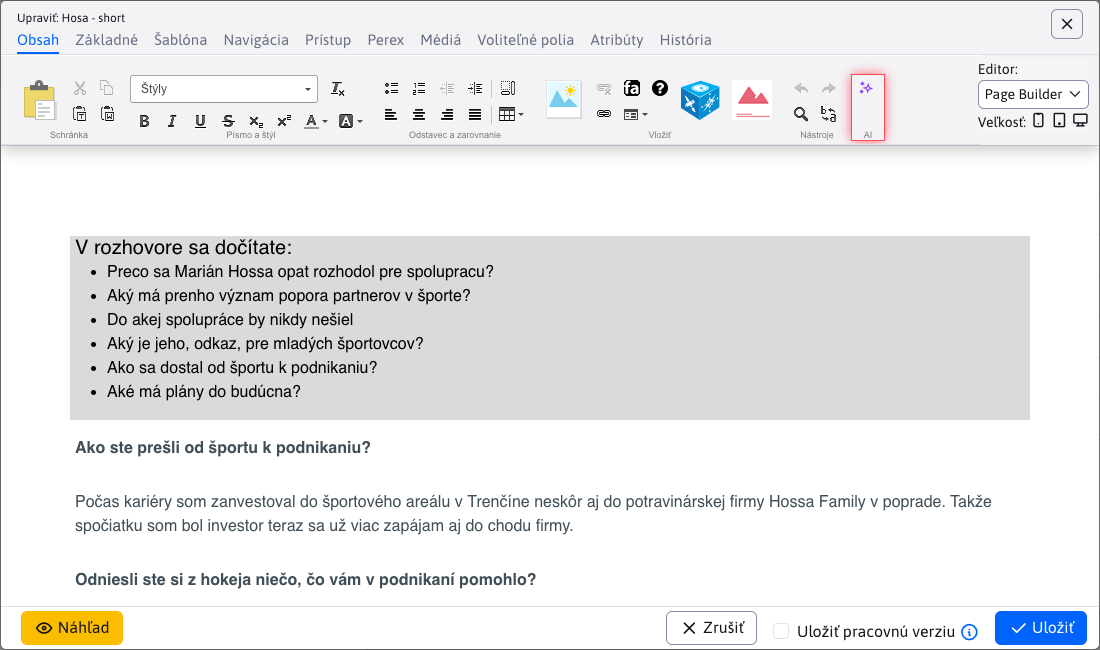 Upraviť: Hosa - short
Obsah Základné Šablóna Navigácia Prístup Perex Médiá Voliteľné polia Atribúty História
Editor:
Štýly
Page Builder
B I U S x₂ x² A A
Veľkosť:
Schránka Písmo a štýl Odstavec a zarovnanie Vložiť Nástroje AI
V rozhovore sa dočítate:
Preco sa Marián Hossa opat rozhodol pre spolupracu?
Aký má prenho význam popora partnerov v športe?
Do akej spolupráce by nikdy nešiel
Aký je jeho, odkaz, pre mladých športovcov?
Ako sa dostal od športu k podnikaniu?
Aké má plány do budúcna?
Ako ste prešli od športu k podnikaniu?
Počas kariéry som zanvestoval do športového areálu v Trenčíne neskôr aj do potravinárskej firmy Hossa Family v poprade. Takže
spočiatku som bol investor teraz sa už viac zapájam aj do chodu firmy.
Odniesli ste si z hokeja niečo, čo vám v podnikaní pomohlo?
Náhľad Zrušiť Uložiť pracovnú verziu Uložiť